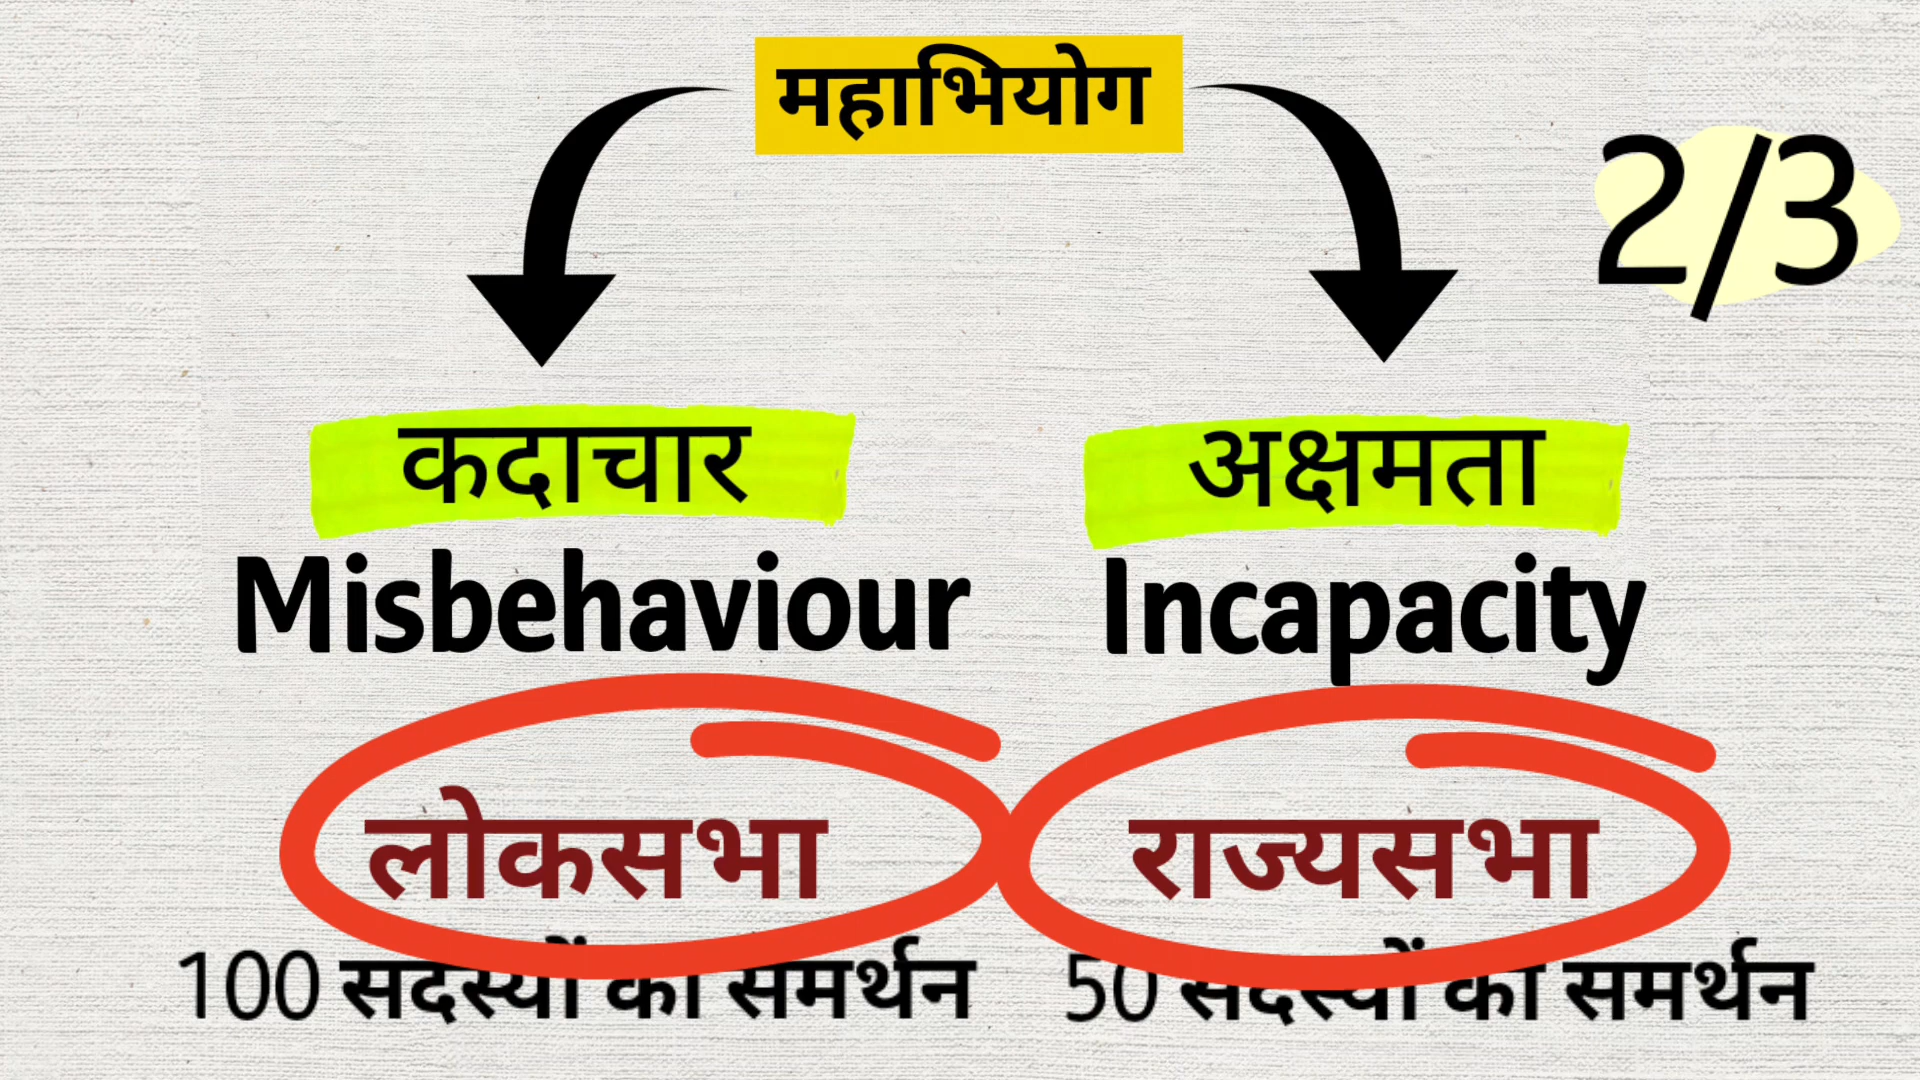 महाभियोग
2/3
कदाचार
अक्षमता
Misbehaviour
Incapacity
लोकसभा
राज्यसभा
100 सदस्यों का समर्थन
50 सदस्यों का समर्थन